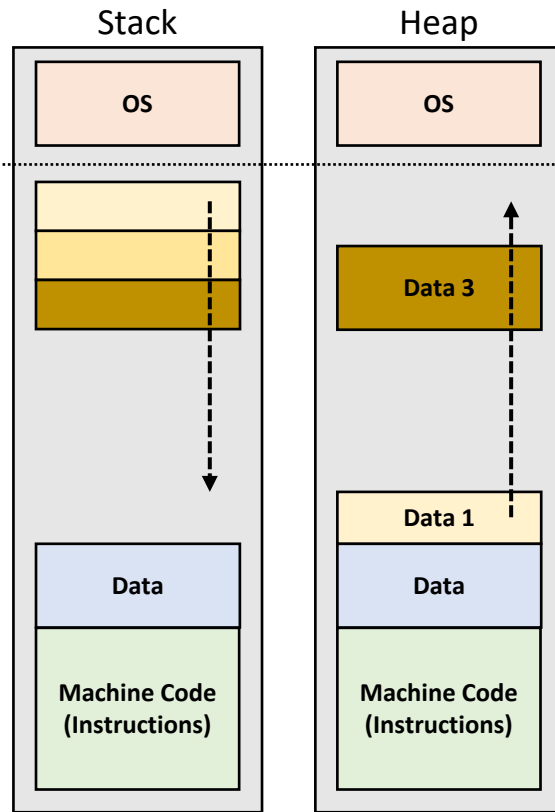 Stack
OS
Data
Machine Code
(Instructions)
Heap
OS
Data 3
Data 1
Data
Machine Code
(Instructions)